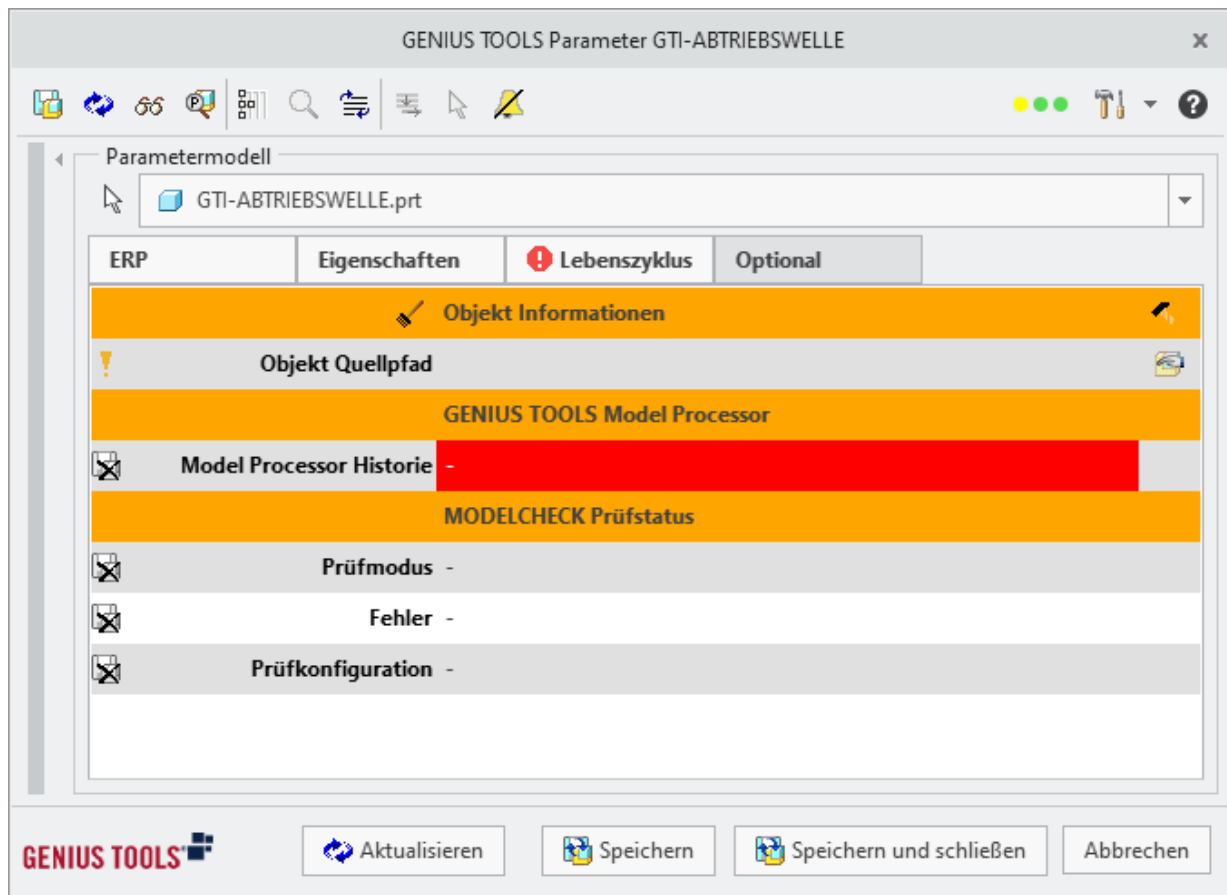 GENIUS TOOLS Parameter GTI-ABTRIEBSWELLE
Parametermodell
GTI-ABTRIEBSWELLE.prt
ERP Eigenschaften Lebenszyklus Optional
Objekt Informationen
Objekt Quellpfad
GENIUS TOOLS Model Processor
Model Processor Historie -
MODELCHECK Prüfstatus
Prüfmodus -
Fehler -
Prüfkonfiguration -
GENIUS TOOLS Aktualisieren Speichern Speichern und schließen Abbrechen